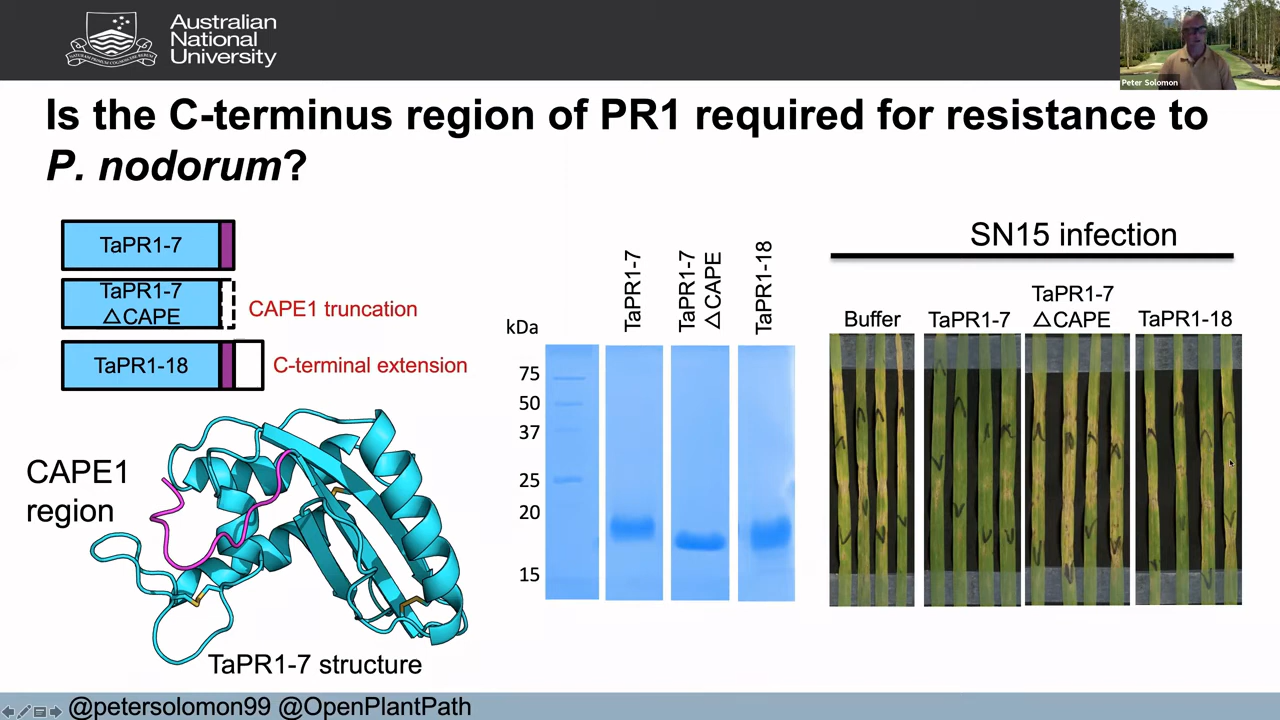 Australian
National
University
Peter Solomon
Is the C-terminus region of PR1 required for resistance to
P. nodorum?
TaPR1-7
TaPR1-7
△CAPE
CAPE1 truncation
TaPR1-18
C-terminal extension
CAPE1
region
TaPR1-7 structure
kDa
75
50
37
25
20
15
TaPR1-7
TaPR1-7
△CAPE
TaPR1-18
SN15 infection
Buffer
TaPR1-7
TaPR1-7
△CAPE
TaPR1-18
@petersolomon99 @OpenPlantPath